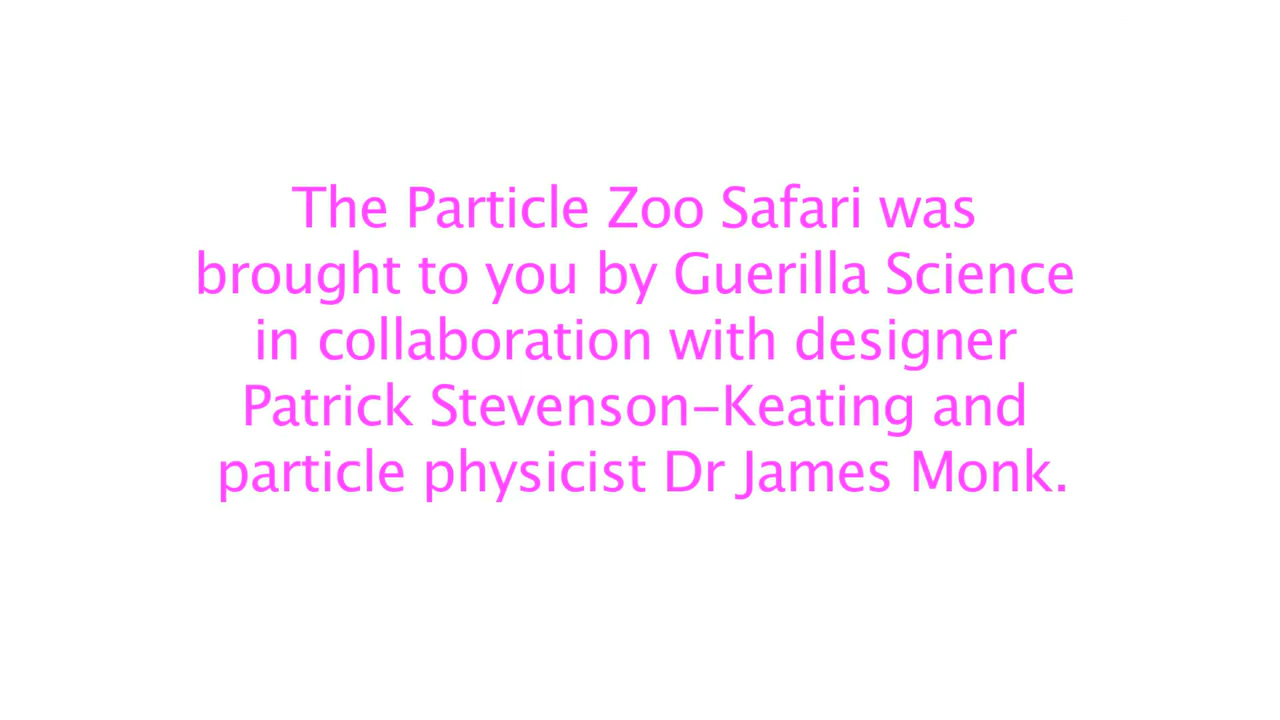 The Particle Zoo Safari was
brought to you by Guerilla Science
in collaboration with designer
Patrick Stevenson-Keating and
particle physicist Dr James Monk.